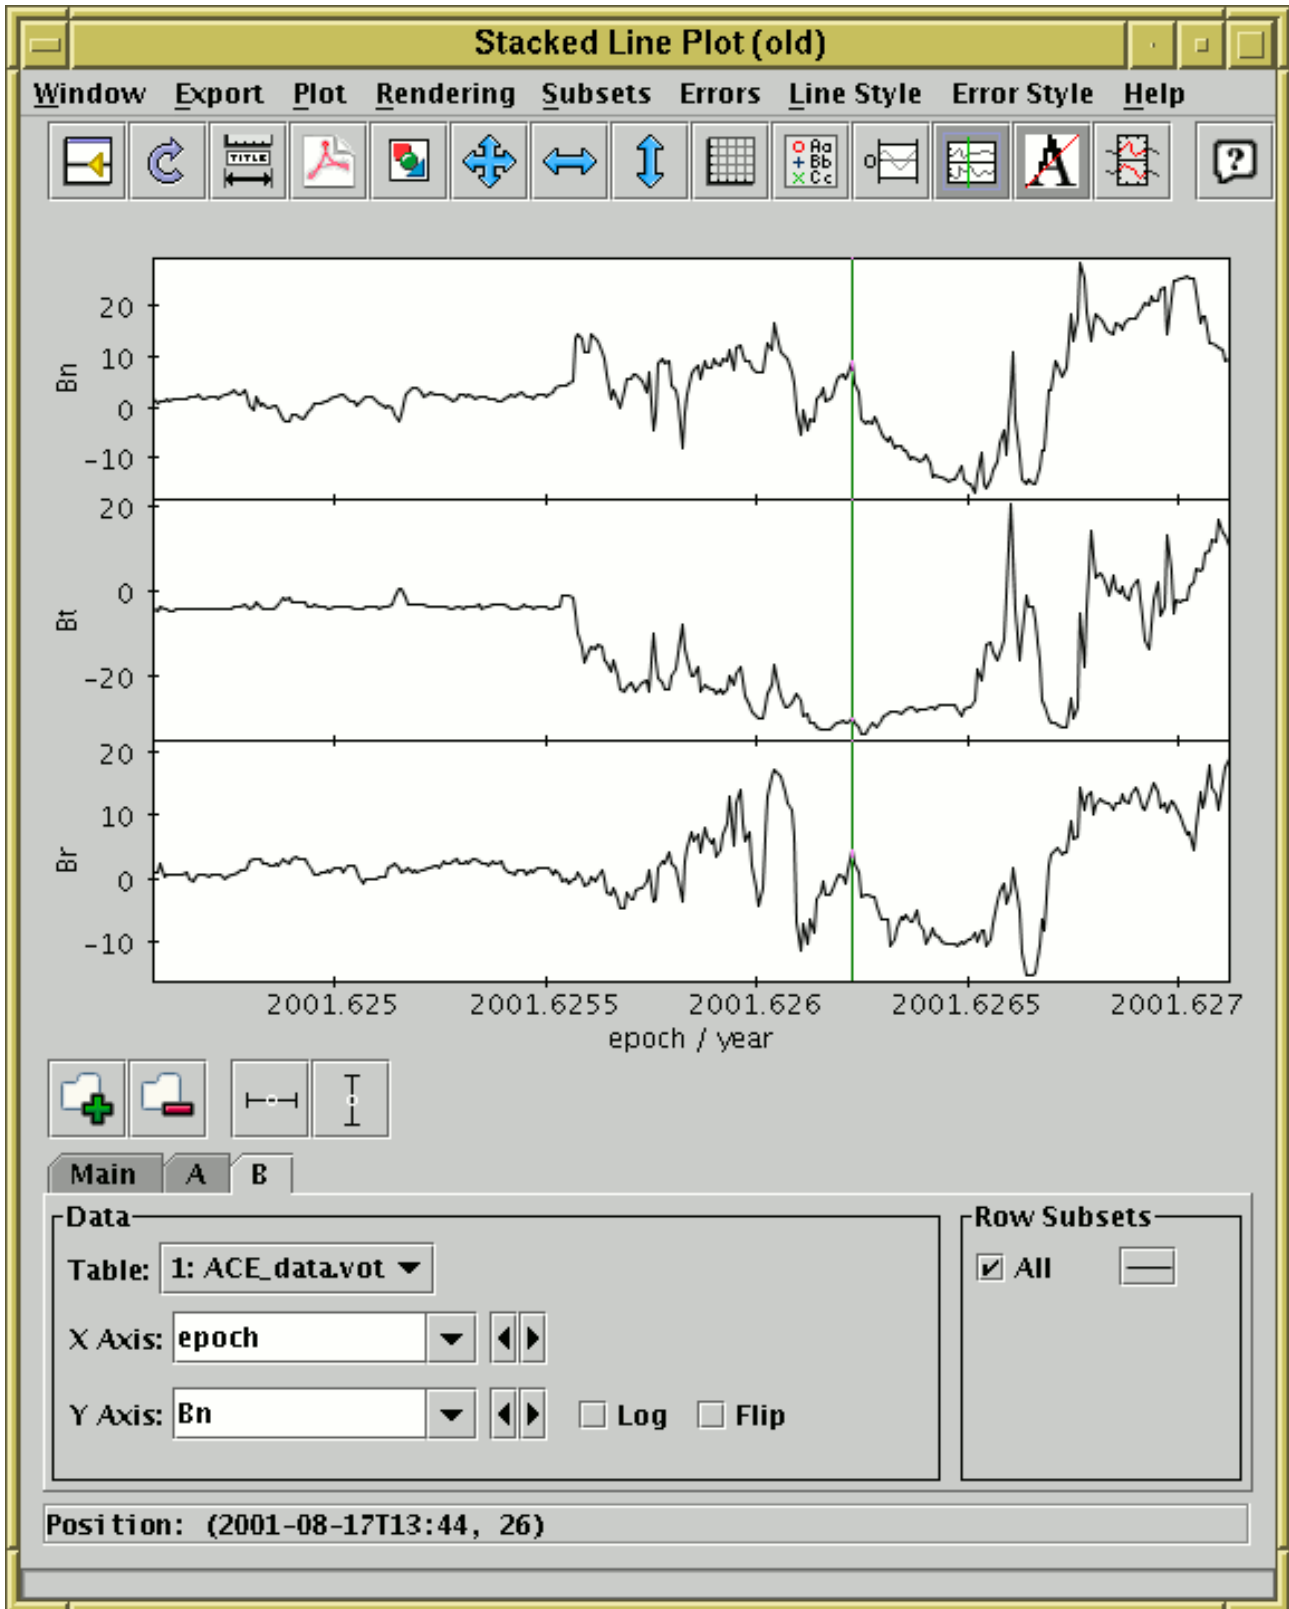 Stacked Line Plot (old)
Window Export Plot Rendering Subsets Errors Line Style Error Style Help
TITLE
A
Aa
Bb
Cc
?
20
10
0
-10
Bn
20
0
-20
Bt
20
10
0
-10
Br
2001.625 2001.6255 2001.626 2001.6265 2001.627
epoch / year
Main A B
Data
Row Subsets
Table: 1: ACE_data.vot
All
X Axis: epoch
Y Axis: Bn Log Flip
Position: (2001-08-17T13:44, 26)